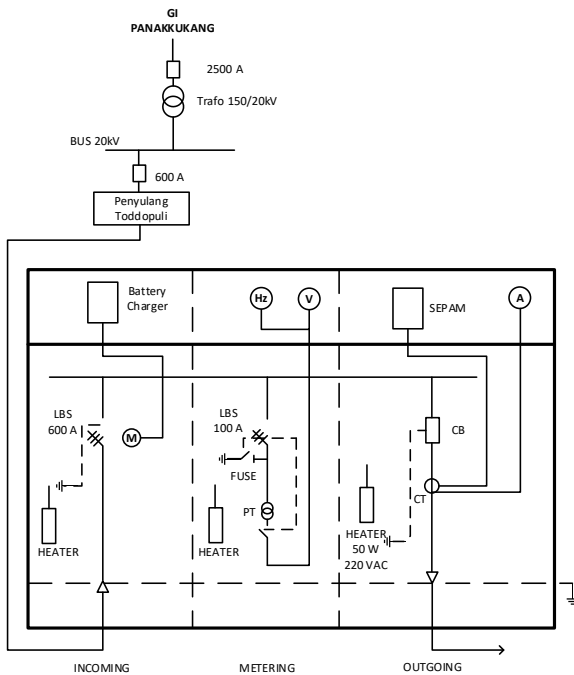 GI
PANAKKUKANG
2500 A
Trafo 150/20kV
BUS 20kV
600 A
Penyulang
Toddopuli
Battery
Charger
Hz
V
SEPAM
A
LBS
600 A
M
LBS
100 A
CB
FUSE
PT
CT
HEATER
HEATER
HEATER
50 W
220 VAC
INCOMING
METERING
OUTGOING